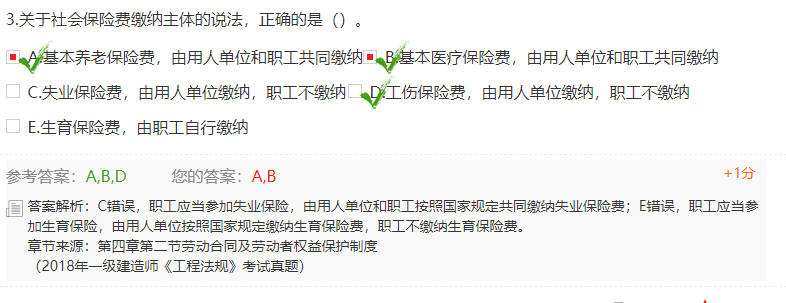 3.关于社会保险费缴纳主体的说法，正确的是（）。
A.基本养老保险费，由用人单位和职工共同缴纳 B.基本医疗保险费，由用人单位和职工共同缴纳
C.失业保险费，由用人单位缴纳，职工不缴纳 D.工伤保险费，由用人单位缴纳，职工不缴纳
E.生育保险费，由职工自行缴纳
参考答案：A,B,D 您的答案：A,B +1分
答案解析：C错误，职工应当参加失业保险，由用人单位和职工按照国家规定共同缴纳失业保险费；E错误，职工应当参
加生育保险，由用人单位按照国家规定缴纳生育保险费，职工不缴纳生育保险费。
章节来源：第四章第二节劳动合同及劳动者权益保护制度
（2018年一级建造师《工程法规》考试真题）